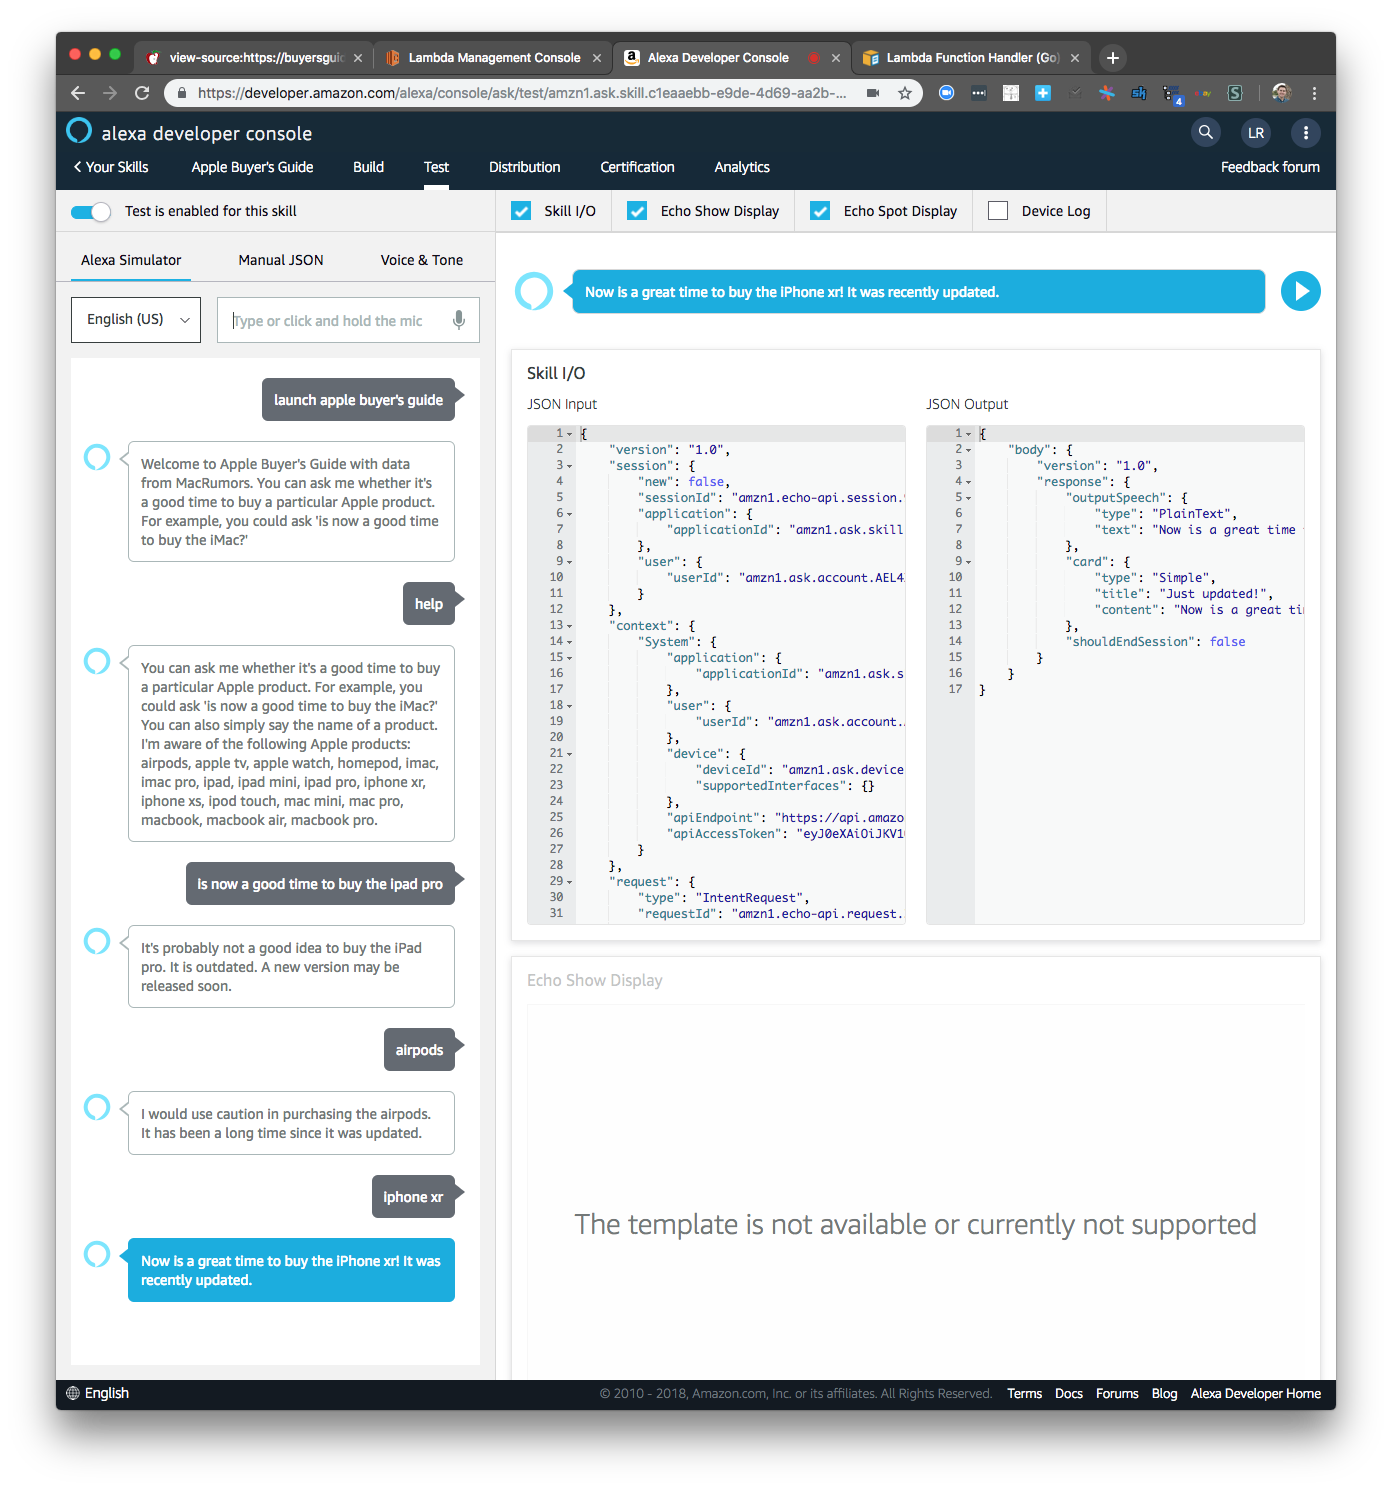 view-source:https://buyersgui
Lambda Management Console
Alexa Developer Console
Lambda Function Handler (Go)
https://developer.amazon.com/alexa/console/ask/test/amzn1.ask.skill.c1eaaebb-e9de-4d69-aa2b-...
4
alexa developer console
LR
Your Skills
Apple Buyer's Guide
Build
Test
Distribution
Certification
Analytics
Feedback forum
Test is enabled for this skill
Skill I/O
Echo Show Display
Echo Spot Display
Device Log
Alexa Simulator
Manual JSON
Voice & Tone
English (US)
Type or click and hold the mic
launch apple buyer's guide
Welcome to Apple Buyer's Guide with data
from MacRumors. You can ask me whether it's
a good time to buy a particular Apple product.
For example, you could ask 'is now a good time
to buy the iMac?'
help
You can ask me whether it's a good time to buy
a particular Apple product. For example, you
could ask 'is now a good time to buy the iMac?'
You can also simply say the name of a product.
I'm aware of the following Apple products:
airpods, apple tv, apple watch, homepod, imac,
imac pro, ipad, ipad mini, ipad pro, iphone xr,
iphone xs, ipod touch, mac mini, mac pro,
macbook, macbook air, macbook pro.
is now a good time to buy the ipad pro
It's probably not a good idea to buy the iPad
pro. It is outdated. A new version may be
released soon.
airpods
I would use caution in purchasing the airpods.
It has been a long time since it was updated.
iphone xr
Now is a great time to buy the iPhone xr! It was
recently updated.
Now is a great time to buy the iPhone xr! It was recently updated.
Skill I/O
JSON Input
1 {
2 "version": "1.0",
3 "session": {
4 "new": false,
5 "sessionId": "amzn1.echo-api.session.
6 "application": {
7 "applicationId": "amzn1.ask.skill
8 },
9 "user": {
10 "userId": "amzn1.ask.account.AEL4
11 }
12 },
13 "context": {
14 "System": {
15 "application": {
16 "applicationId": "amzn1.ask.s
17 },
18 "user": {
19 "userId": "amzn1.ask.account.
20 },
21 "device": {
22 "deviceId": "amzn1.ask.device
23 "supportedInterfaces": {}
24 },
25 "apiEndpoint": "https://api.amazo
26 "apiAccessToken": "eyJ0eXAiOiJKV1
27 }
28 },
29 "request": {
30 "type": "IntentRequest",
31 "requestId": "amzn1.echo-api.request.
JSON Output
1 {
2 "body": {
3 "version": "1.0",
4 "response": {
5 "outputSpeech": {
6 "type": "PlainText",
7 "text": "Now is a great time
8 },
9 "card": {
10 "type": "Simple",
11 "title": "Just updated!",
12 "content": "Now is a great ti
13 },
14 "shouldEndSession": false
15 }
16 }
17 }
Echo Show Display
The template is not available or currently not supported
English
© 2010 - 2018, Amazon.com, Inc. or its affiliates. All Rights Reserved.
Terms
Docs
Forums
Blog
Alexa Developer Home